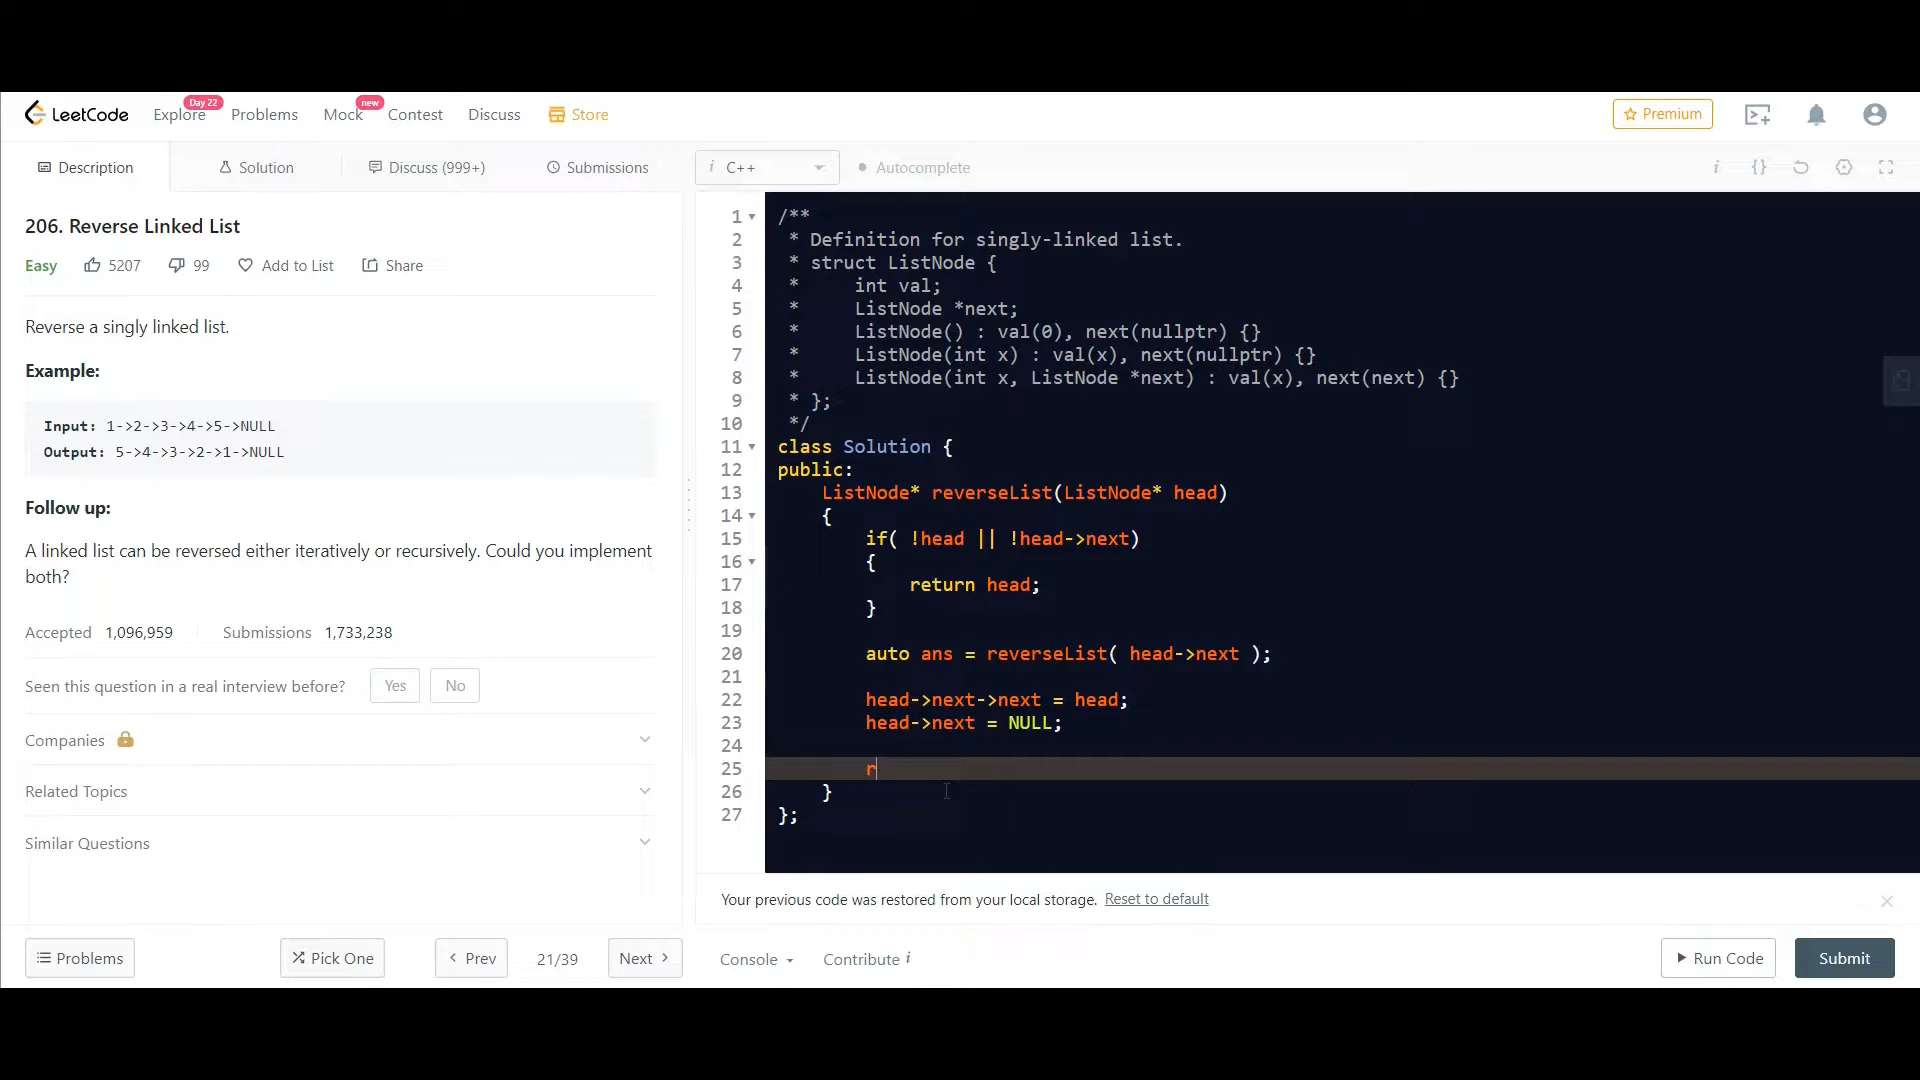 LeetCode Explore Day 22 Problems Mock new Contest Discuss Store Premium
Description Solution Discuss (999+) Submissions
206. Reverse Linked List
Easy 5207 99 Add to List Share
Reverse a singly linked list.
Example:
Input: 1->2->3->4->5->NULL
Output: 5->4->3->2->1->NULL
Follow up:
A linked list can be reversed either iteratively or recursively. Could you implement
both?
Accepted 1,096,959 Submissions 1,733,238
Seen this question in a real interview before? Yes No
Companies
Related Topics
Similar Questions
Problems Pick One Prev 21/39 Next
i C++ Autocomplete i {}
1 /**
2 * Definition for singly-linked list.
3 * struct ListNode {
4 * int val;
5 * ListNode *next;
6 * ListNode() : val(0), next(nullptr) {}
7 * ListNode(int x) : val(x), next(nullptr) {}
8 * ListNode(int x, ListNode *next) : val(x), next(next) {}
9 * };
10 */
11 class Solution {
12 public:
13 ListNode* reverseList(ListNode* head)
14 {
15 if( !head || !head->next)
16 {
17 return head;
18 }
19
20 auto ans = reverseList( head->next );
21
22 head->next->next = head;
23 head->next = NULL;
24
25 r
26 }
27 };
Your previous code was restored from your local storage. Reset to default
Console Contribute i Run Code Submit